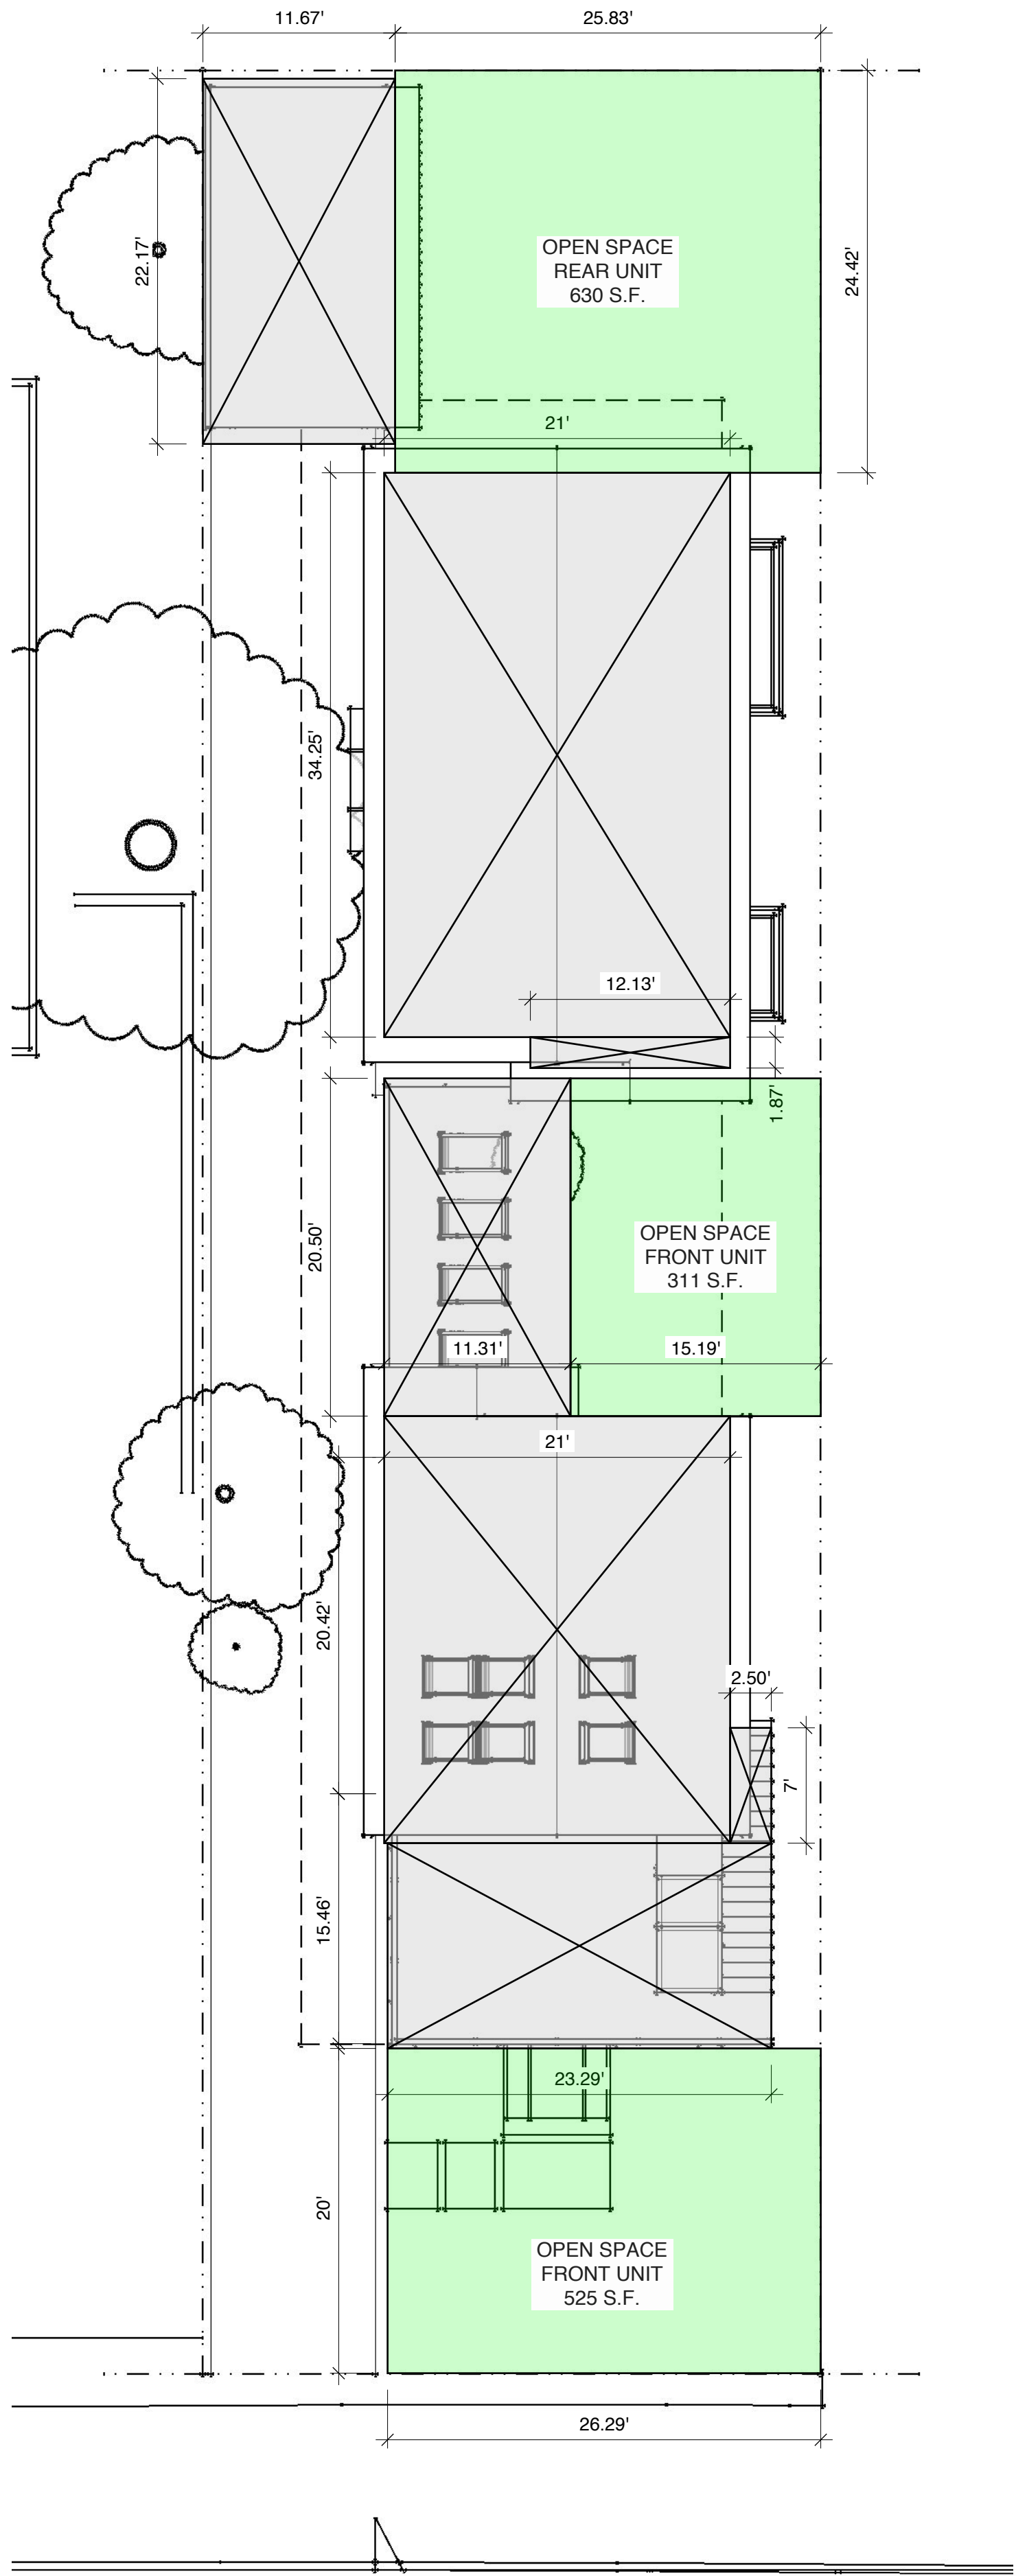 11.67'
25.83'
22.17'
OPEN SPACE
REAR UNIT
630 S.F.
24.42'
21'
34.25'
12.13'
1.87'
20.50'
OPEN SPACE
FRONT UNIT
311 S.F.
11.31'
15.19'
21'
20.42'
2.50'
7'
15.46'
23.29'
20'
OPEN SPACE
FRONT UNIT
525 S.F.
26.29'